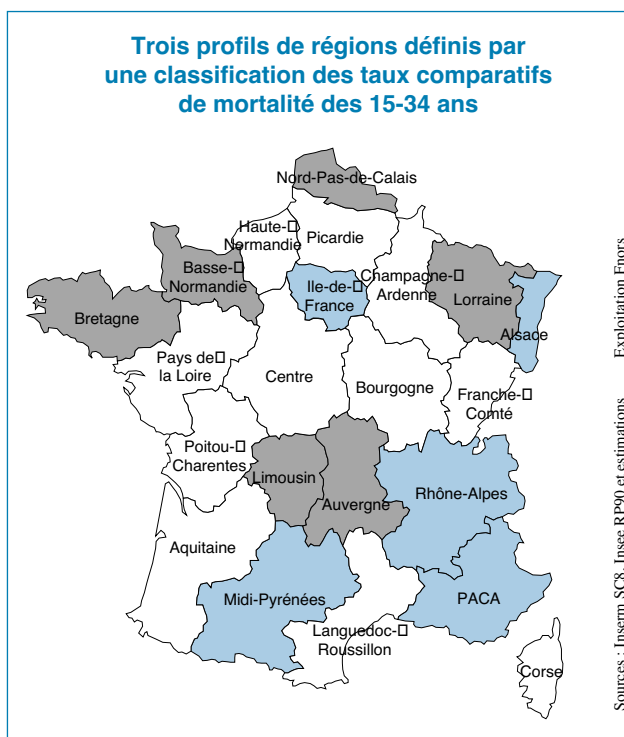 Trois profils de régions définis par
une classification des taux comparatifs
de mortalité des 15-34 ans
Nord-Pas-de-Calais
Haute-
Normandie
Picardie
Basse-
Normandie
Ile-de-
France
Champagne-
Ardenne
Lorraine
Alsace
Bretagne
Pays de
la Loire
Centre
Bourgogne
Franche-
Comté
Poitou-
Charentes
Limousin
Auvergne
Rhône-Alpes
Aquitaine
Midi-Pyrénées
PACA
Languedoc-
Roussillon
Corse
Sources : Inserm SC8, Insee RP90 et estimations
Exploitation Fnors